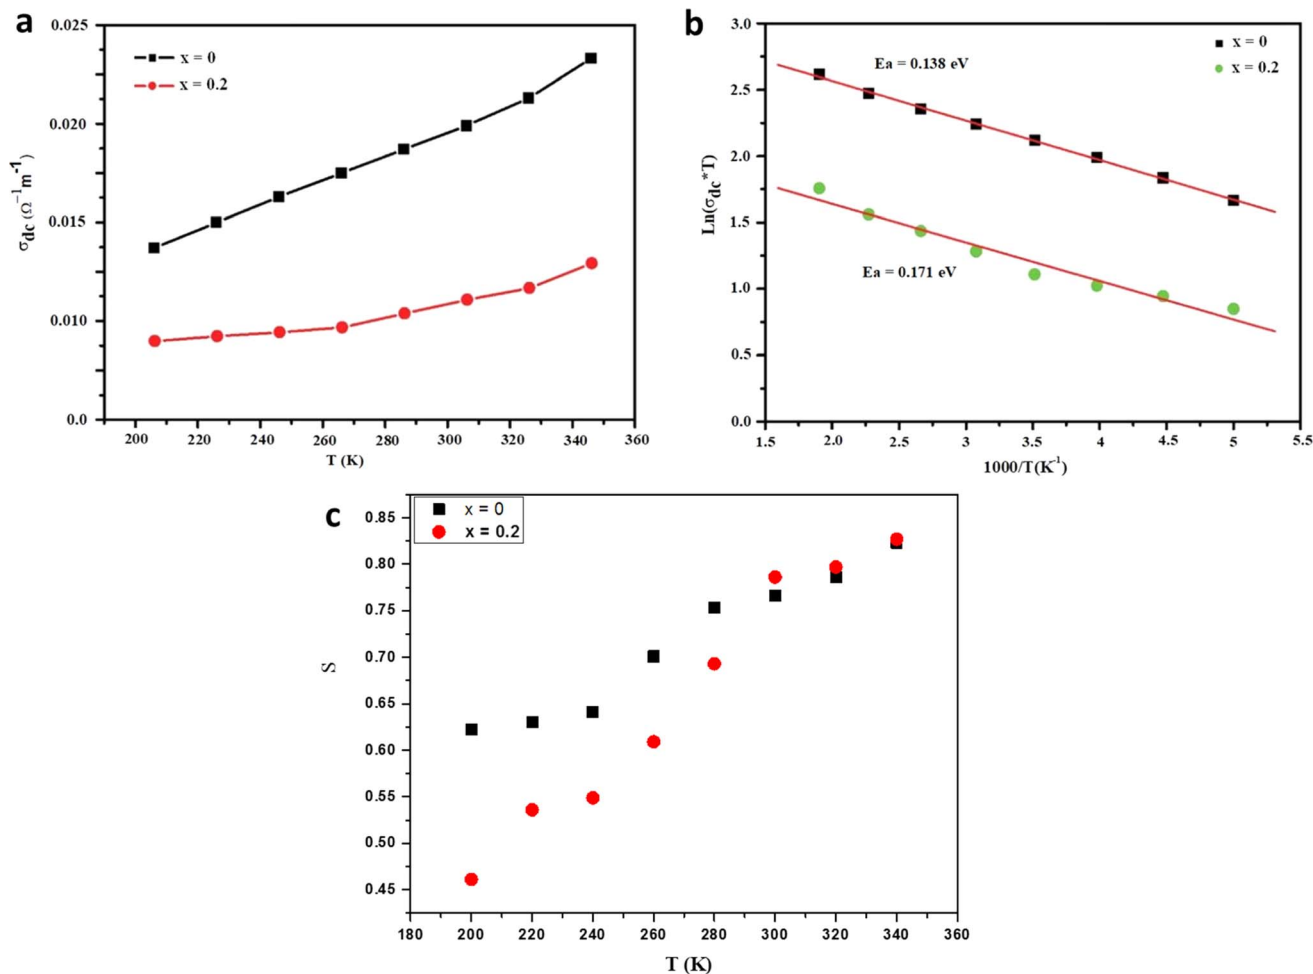 a
0.025
0.020
0.015
0.010
0.0
σdc (Ω⁻¹m⁻¹)
x = 0
x = 0.2
200 220 240 260 280 300 320 340 360
T (K)
b
3.0
2.5
2.0
1.5
1.0
0.5
0.0
Ln(σdc*T)
Ea = 0.138 eV
Ea = 0.171 eV
x = 0
x = 0.2
1.5 2.0 2.5 3 3.5 4 4.5 5 5.5
1000/T(K⁻¹)
c
x = 0
x = 0.2
0.85
0.80
0.75
0.70
0.65
0.60
0.55
0.50
0.45
S
180 200 220 240 260 280 300 320 340 360
T (K)